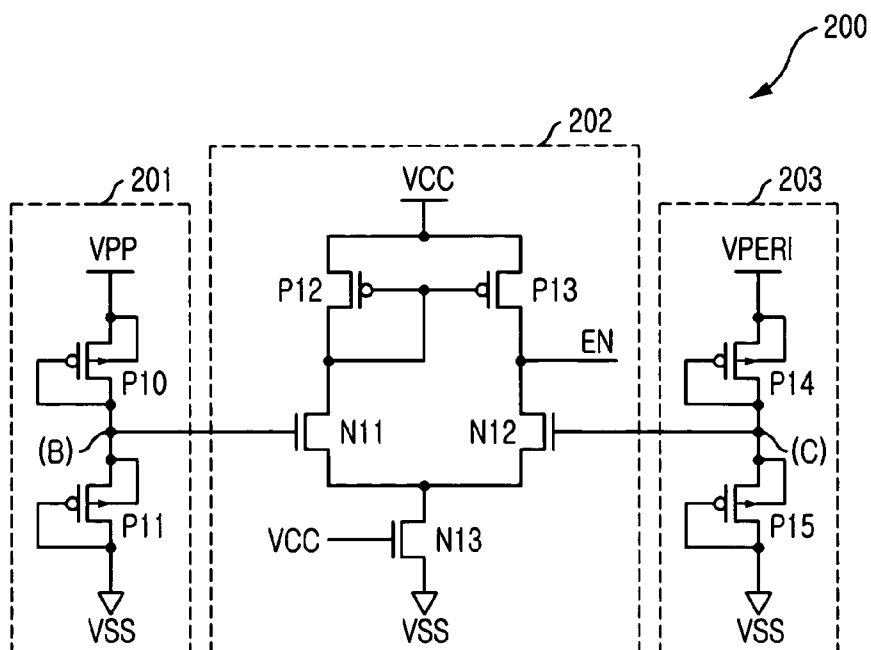 200
202
201
203
VCC
VPP
VPERI
P12
P13
EN
P10
P14
(B)
N11
N12
(C)
P11
P15
VCC
N13
VSS
VSS
VSS